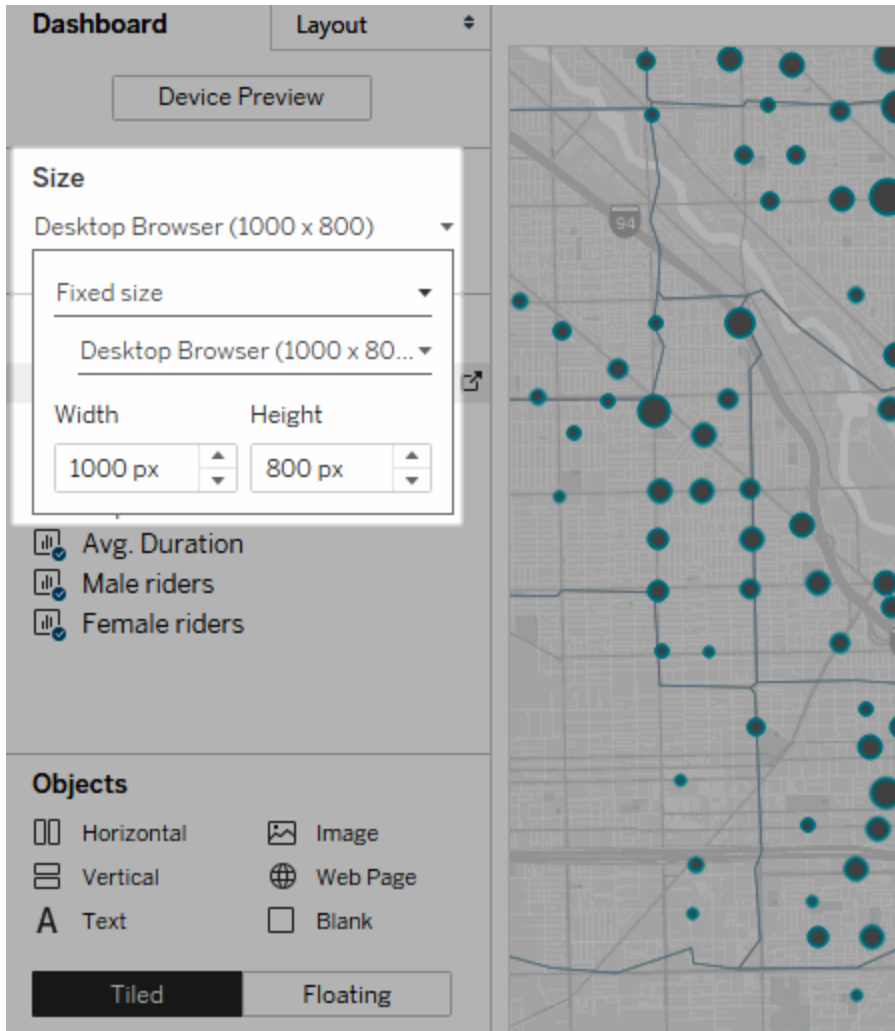 Dashboard
Layout
Device Preview
Size
Desktop Browser (1000 x 800)
Fixed size
Desktop Browser (1000 x 80...
Width Height
1000 px 800 px
Avg. Duration
Male riders
Female riders
Objects
Horizontal Image
Vertical Web Page
A Text Blank
Tiled Floating
94